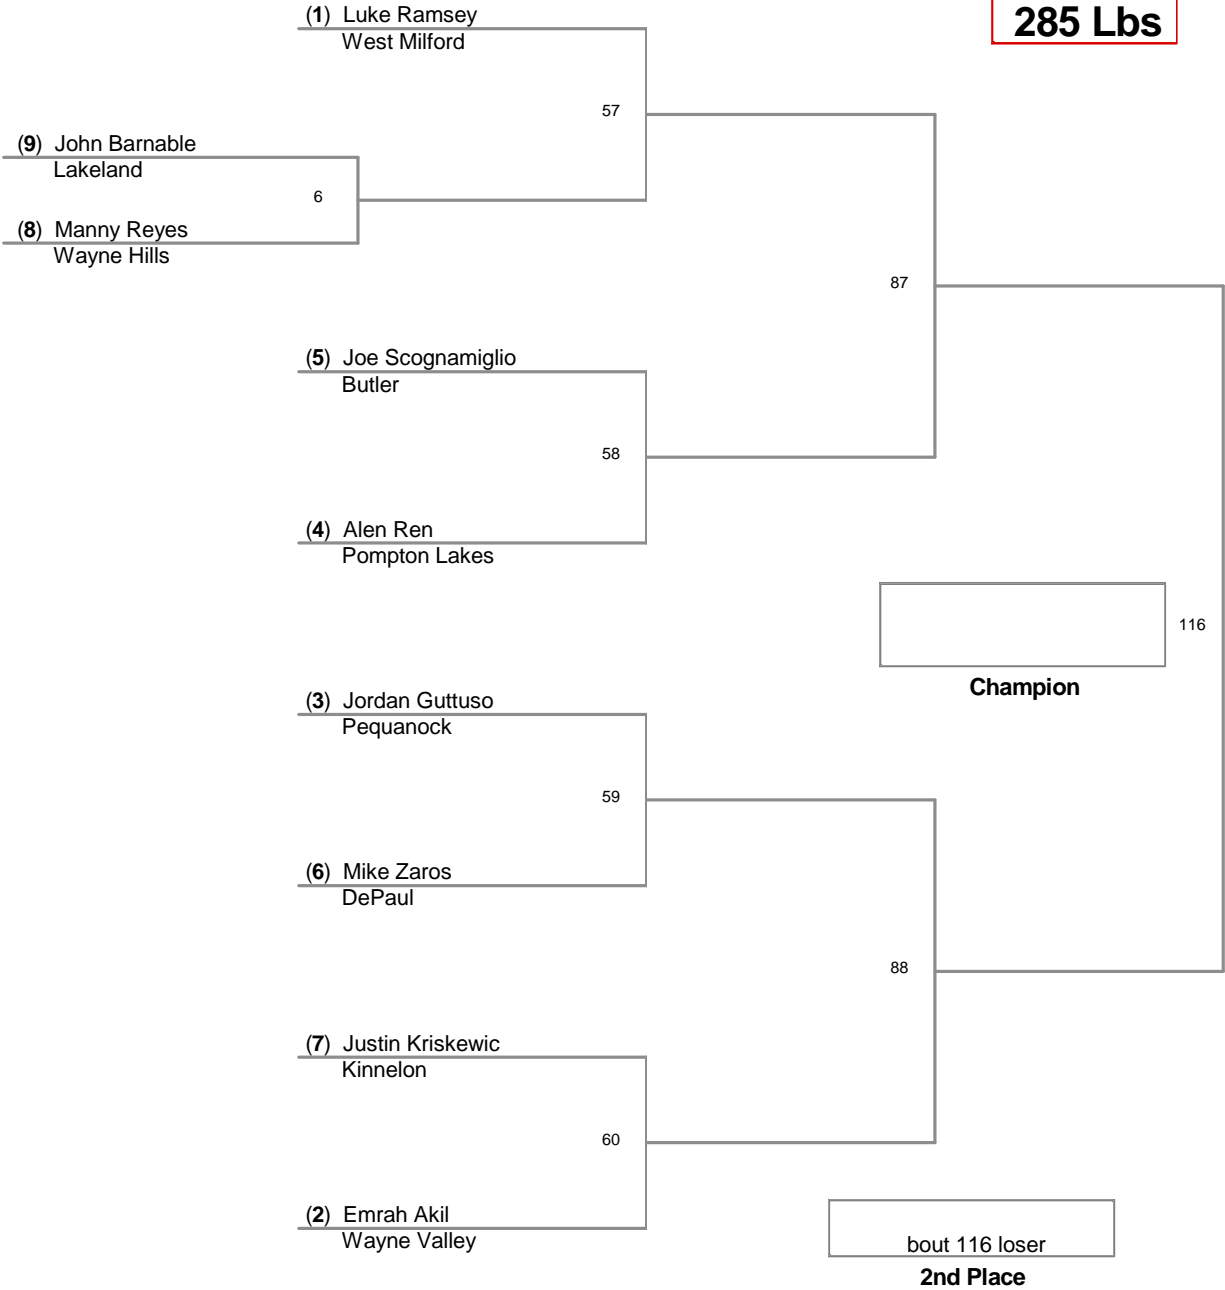 (1) Luke Ramsey
West Milford
285 Lbs
57
(9) John Barnable
Lakeland
6
(8) Manny Reyes
Wayne Hills
87
(5) Joe Scognamiglio
Butler
58
(4) Alen Ren
Pompton Lakes
116
Champion
(3) Jordan Guttuso
Pequanock
59
(6) Mike Zaros
DePaul
88
(7) Justin Kriskewic
Kinnelon
60
(2) Emrah Akil
Wayne Valley
bout 116 loser
2nd Place